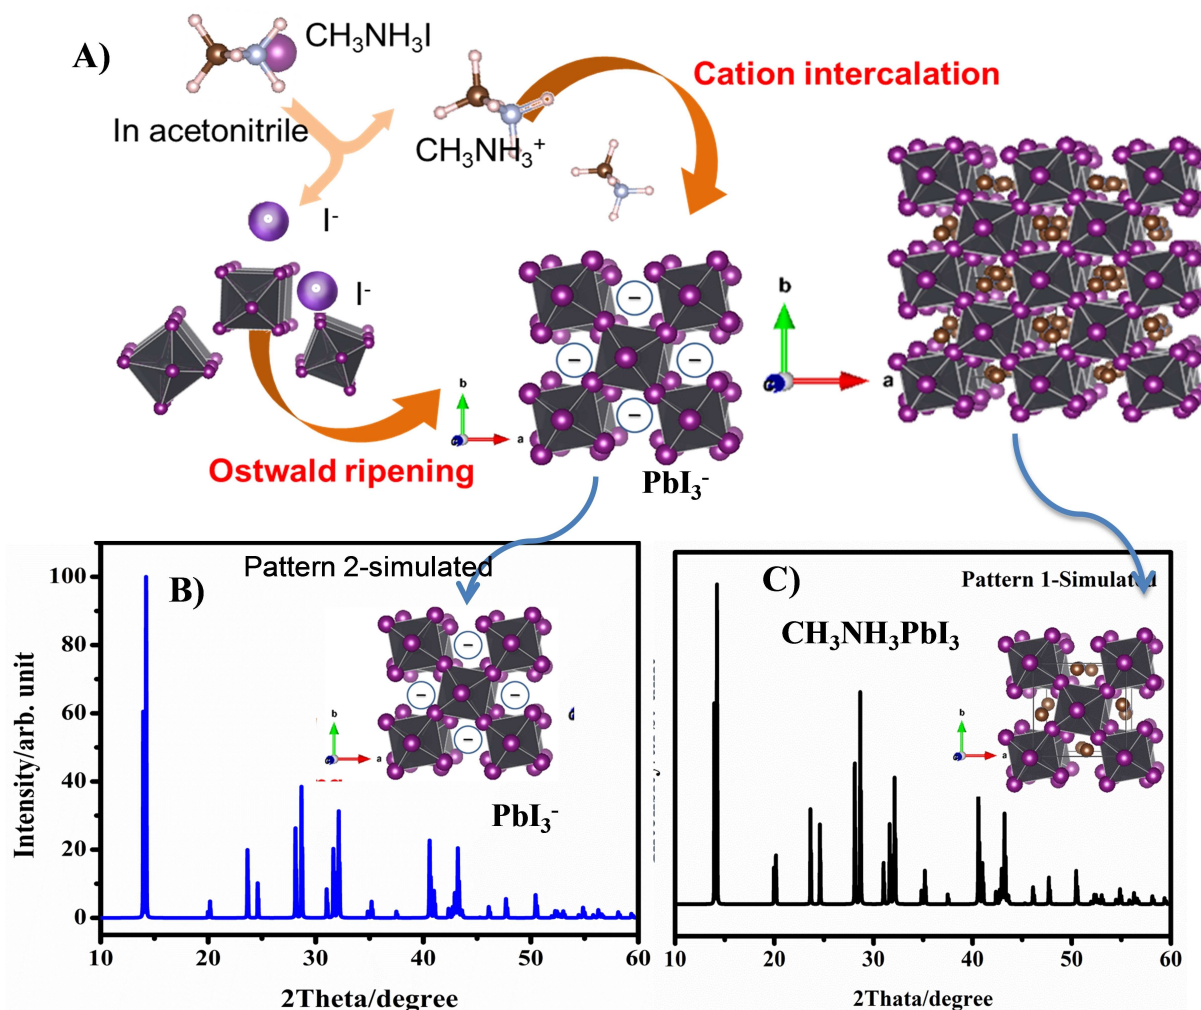 A)
CH₃NH₃I
In acetonitrile
CH₃NH₃⁺
Cation intercalation
I⁻
I⁻
Ostwald ripening
b
a
PbI₃⁻
b
a
B)
Pattern 2-simulated
b
a
PbI₃⁻
Intensity/arb. unit
100
80
60
40
20
0
10 20 30 40 50 60
2Theta/degree
C)
Pattern 1-Simulated
CH₃NH₃PbI₃
b
a
10 20 30 40 50 60
2Thata/degree